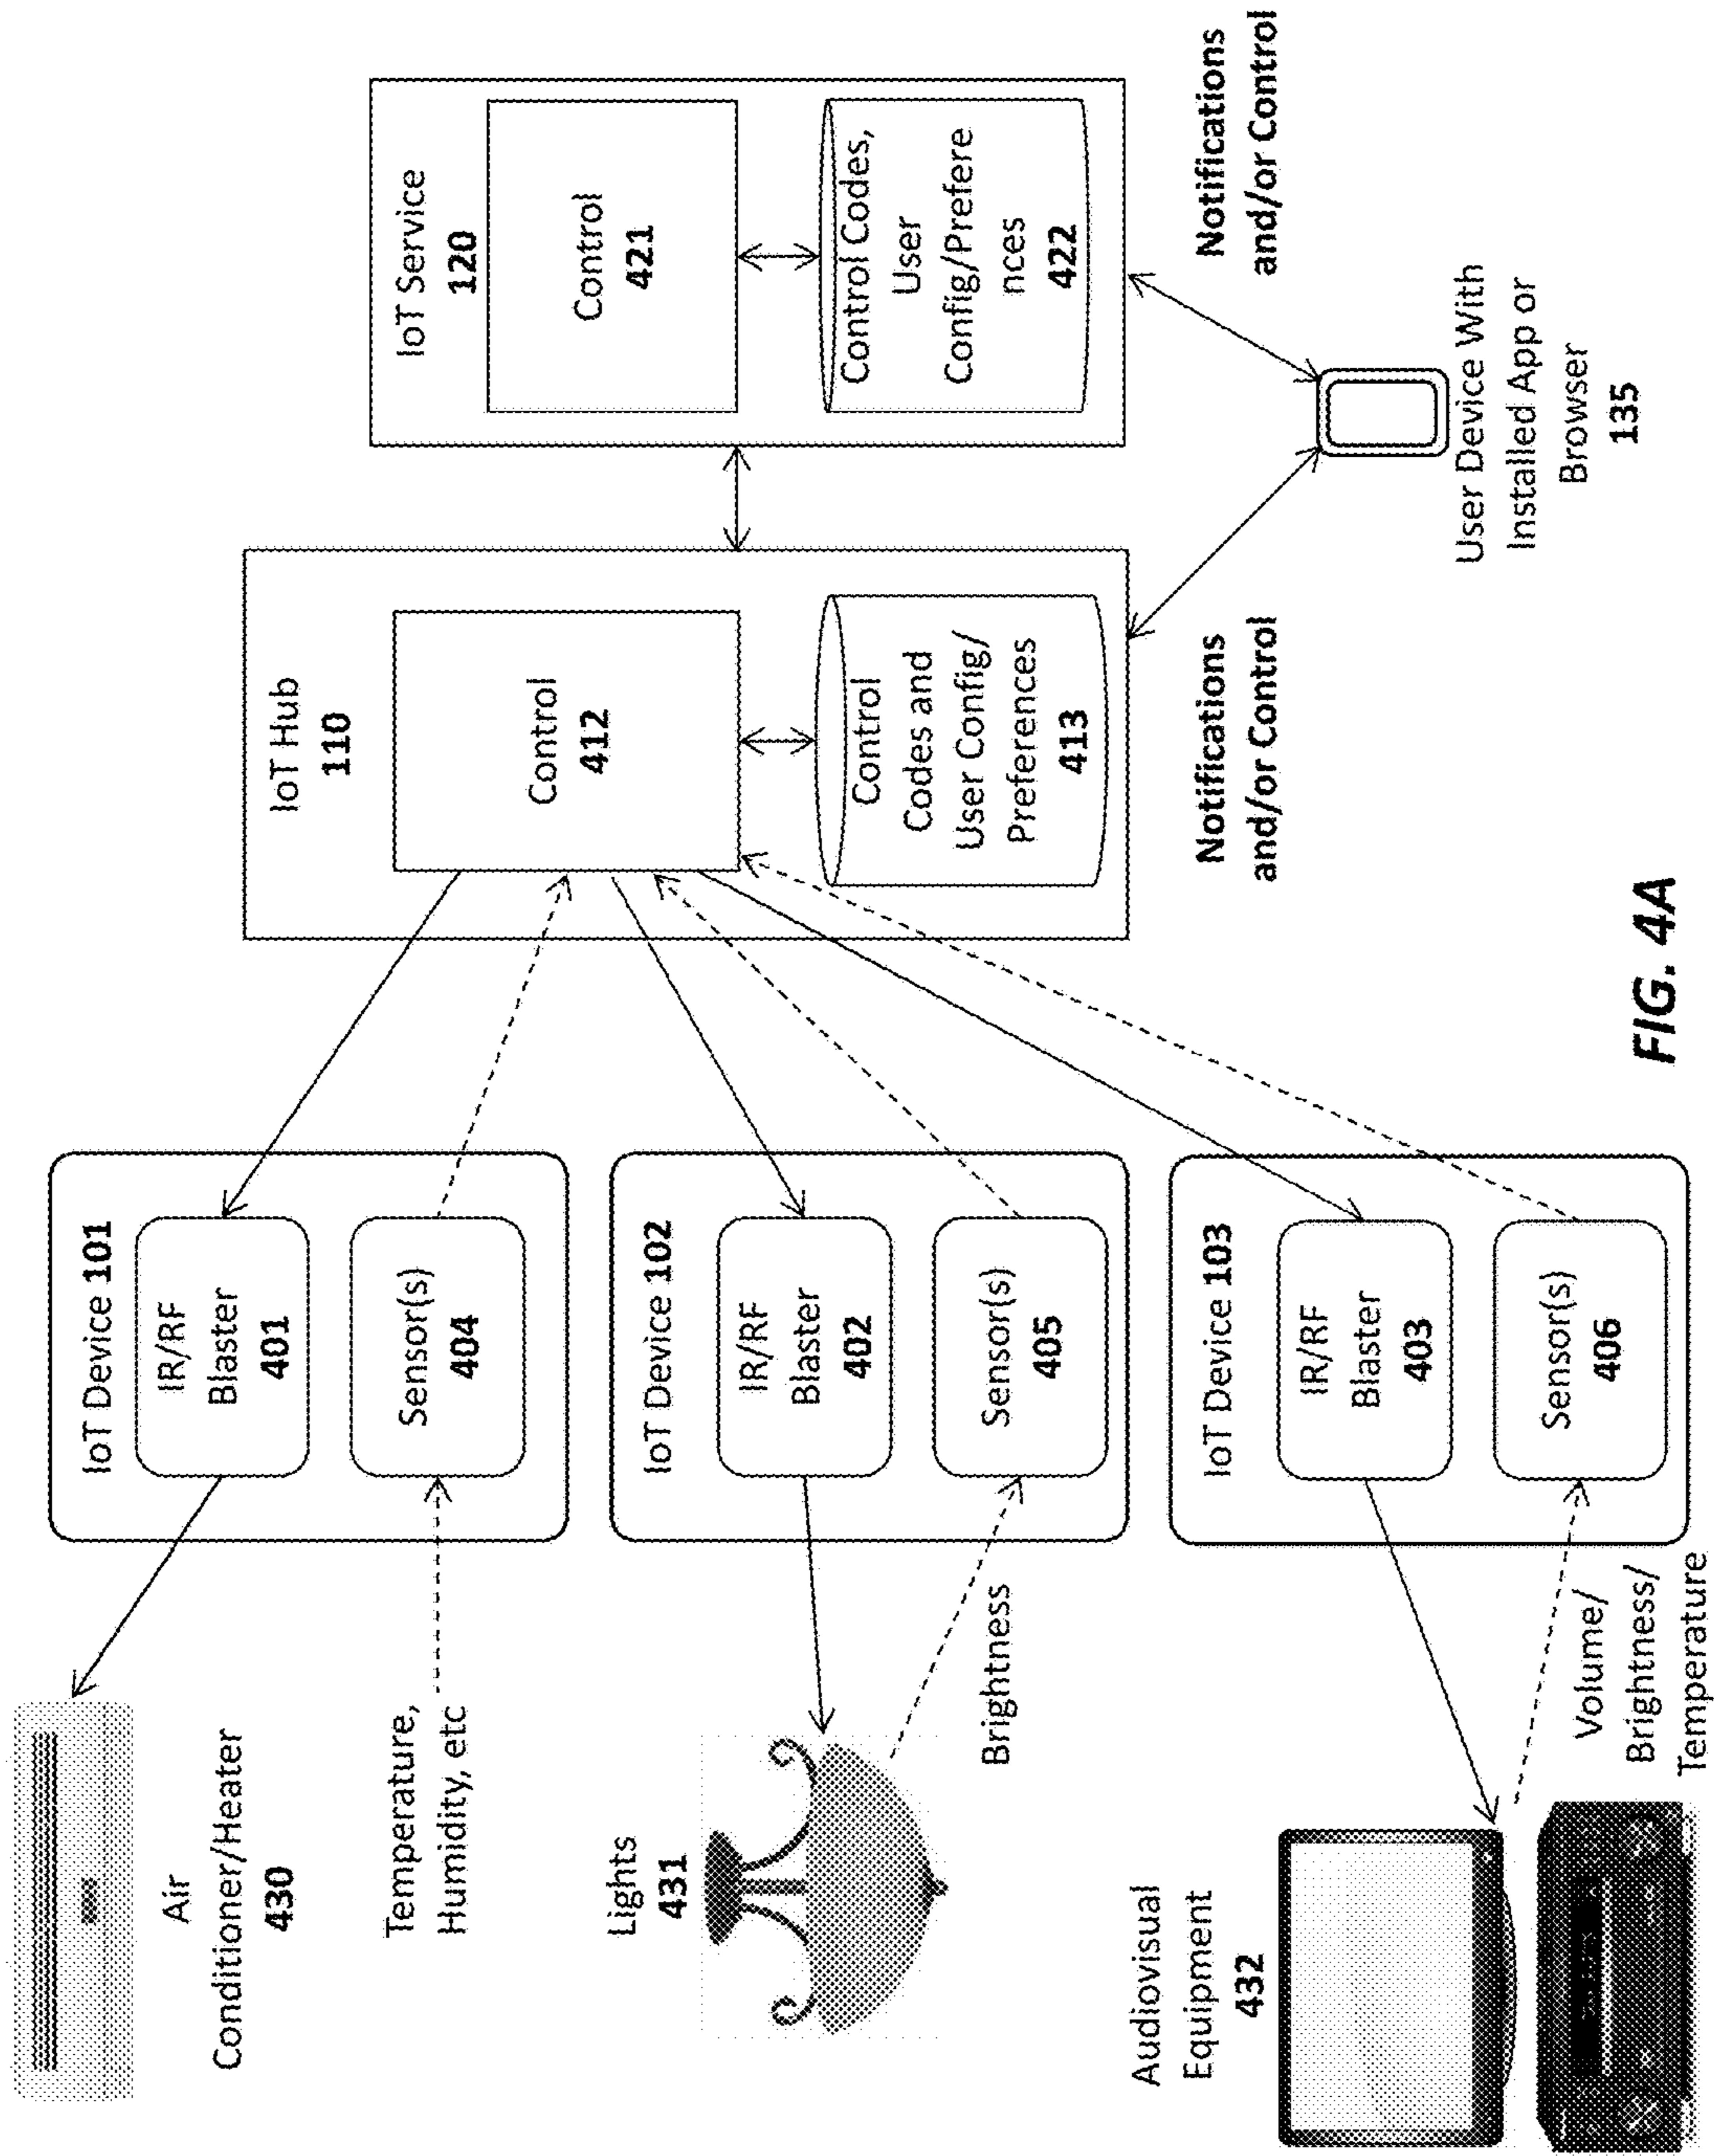 Air
Conditioner/Heater
430
Temperature,
Humidity, etc
Lights
431
Brightness
Audiovisual
Equipment
432
Volume/
Brightness/
Temperature
IoT Device 101
IR/RF
Blaster
401
Sensor(s)
404
IoT Device 102
IR/RF
Blaster
402
Sensor(s)
405
IoT Device 103
IR/RF
Blaster
403
Sensor(s)
406
IoT Hub
110
Control
412
Control
Codes and
User Config/
Preferences
413
Notifications
and/or Control
IoT Service
120
Control
421
Control Codes,
User
Config/Prefere
nces
422
Notifications
and/or Control
User Device With
Installed App or
Browser
135
FIG. 4A